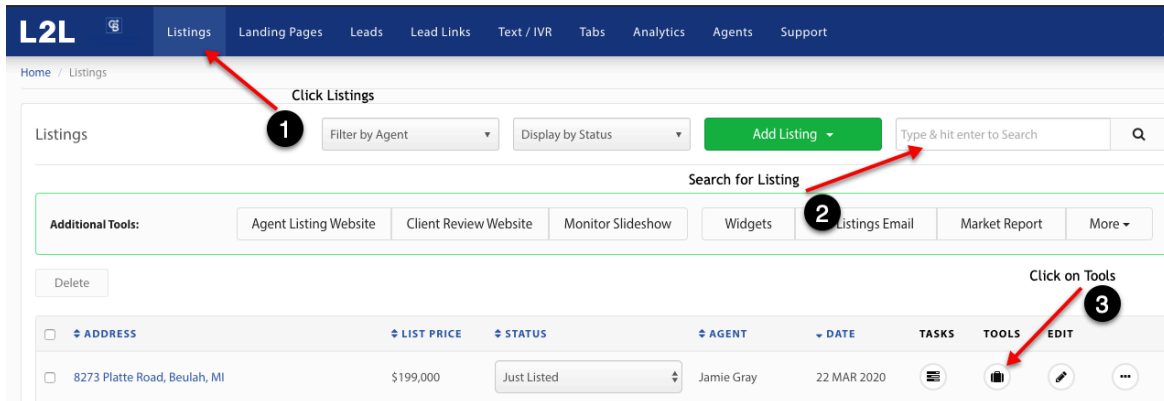 L2L Listings Landing Pages Leads Lead Links Text / IVR Tabs Analytics Agents Support
Home / Listings
Click Listings
1
Listings Filter by Agent Display by Status Add Listing Type & hit enter to Search
Search for Listing
2
Additional Tools: Agent Listing Website Client Review Website Monitor Slideshow Widgets Listings Email Market Report More
Click on Tools
Delete
3
ADDRESS LIST PRICE STATUS AGENT DATE TASKS TOOLS EDIT
8273 Platte Road, Beulah, MI $199,000 Just Listed Jamie Gray 22 MAR 2020